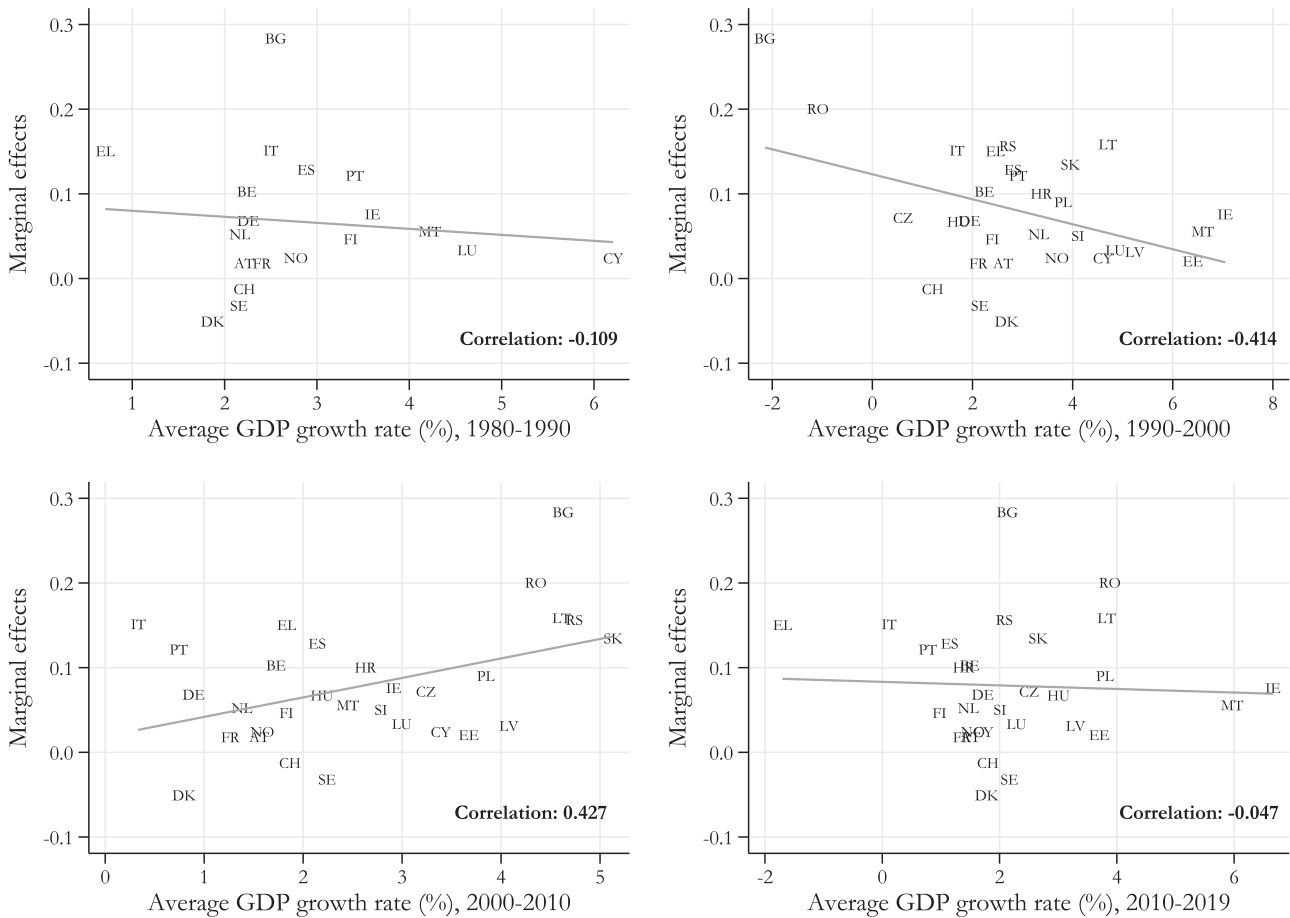 0.3
0.2
0.1
0.0
-0.1
Marginal effects
BG
EL
IT
ES
PT
BE
IE
DE
NL
FI
MT
LU
AT
FR
NO
CY
CH
SE
DK
Correlation: -0.109
1 2 3 4 5 6
Average GDP growth rate (%), 1980-1990
0.3
0.2
0.1
0.0
-0.1
Marginal effects
BG
RO
IT
EL
RS
LT
ES
PT
SK
BE
HR
PL
CZ
HU
DE
IE
MT
FI
NL
SI
LU
LV
FR
AT
NO
CY
EE
CH
SE
DK
Correlation: -0.414
-2 0 2 4 6 8
Average GDP growth rate (%), 1990-2000
0.3
0.2
0.1
0.0
-0.1
Marginal effects
BG
RO
IT
EL
LT
RS
PT
ES
SK
BE
HR
PL
DE
HU
IE
CZ
NL
FI
MT
SI
LU
LV
FR
AT
NO
CY
EE
CH
SE
DK
Correlation: 0.427
0 1 2 3 4 5
Average GDP growth rate (%), 2000-2010
0.3
0.2
0.1
0.0
-0.1
Marginal effects
BG
RO
EL
IT
RS
LT
PT
ES
SK
HR
BE
PL
DE
CZ
HU
IE
FI
NL
SI
MT
LU
LV
FR
AT
NO
CY
EE
CH
SE
DK
Correlation: -0.047
-2 0 2 4 6
Average GDP growth rate (%), 2010-2019